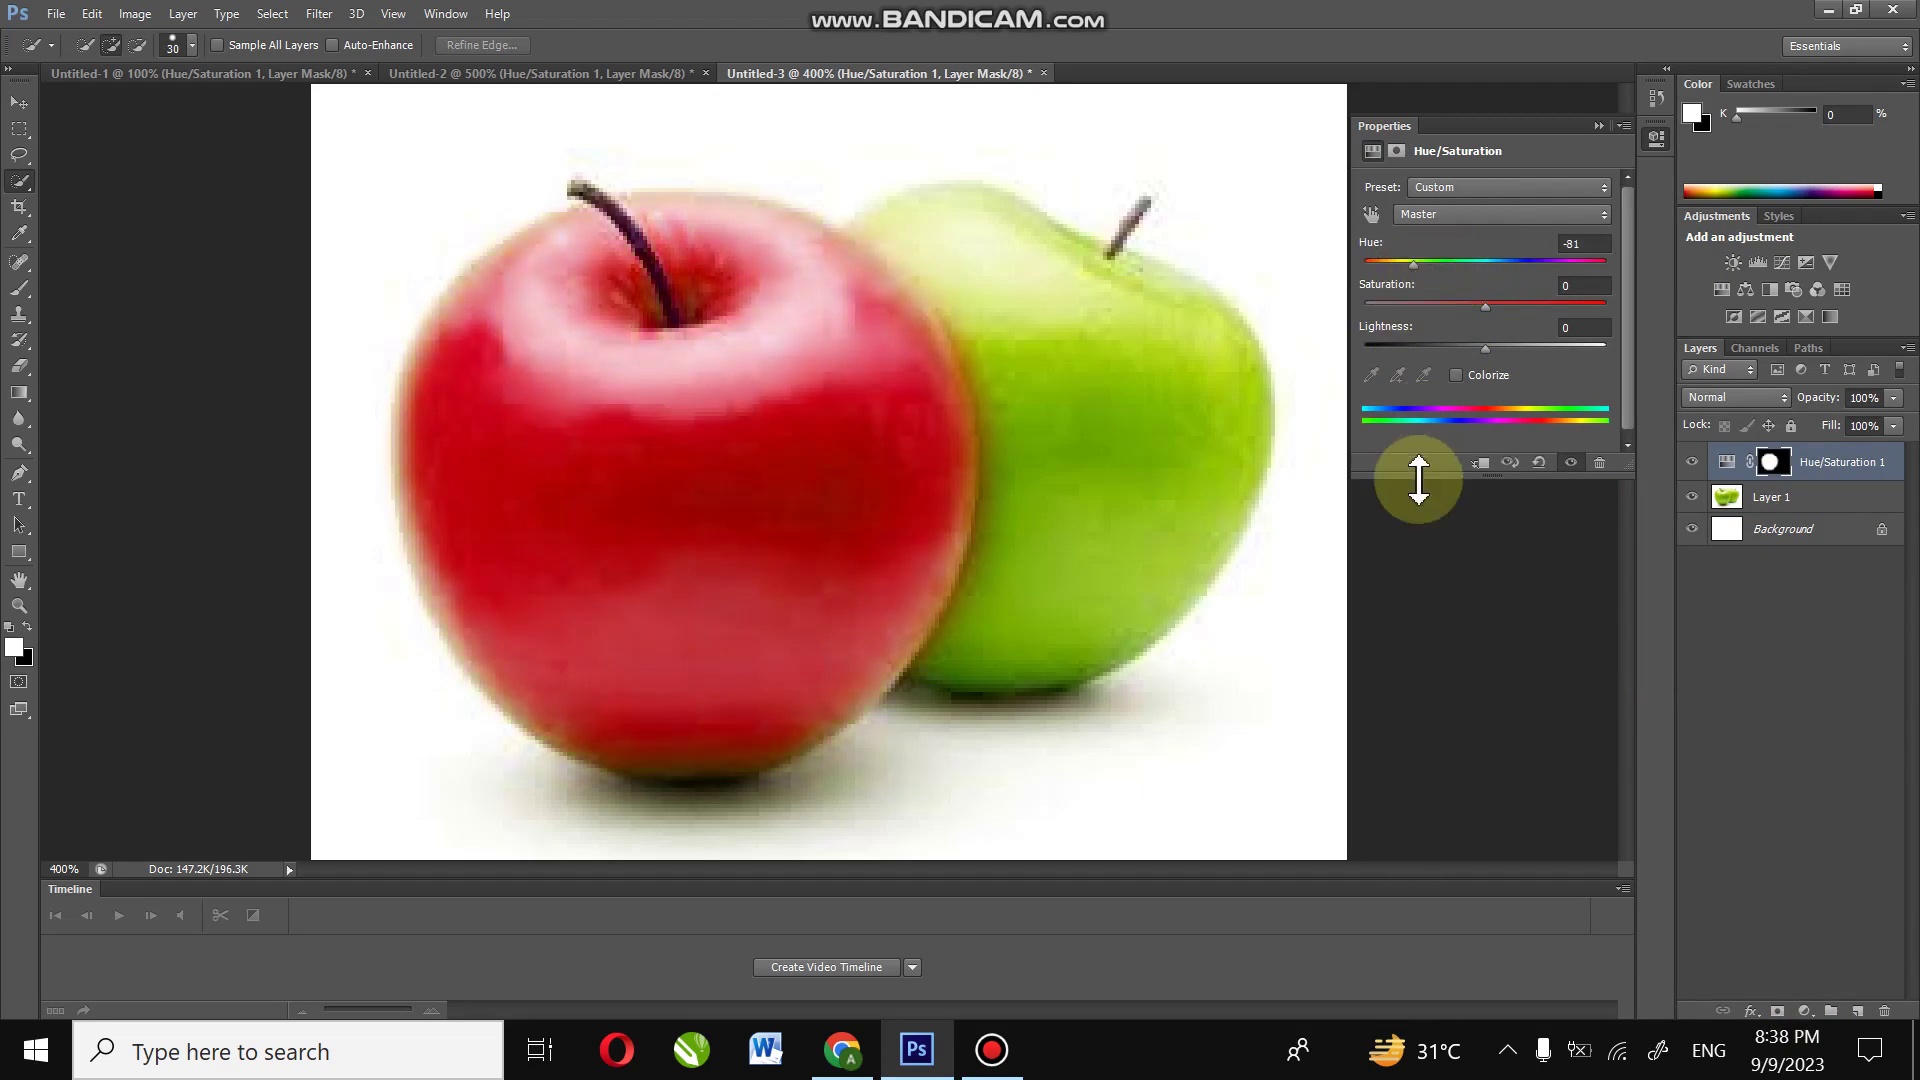 Ps File Edit Image Layer Type Select Filter 3D View Window Help
www.BANDICAM.com
30 Sample All Layers Auto-Enhance Refine Edge... Essentials
Untitled-1 @ 100% (Hue/Saturation 1, Layer Mask/8) * × Untitled-2 @ 500% (Hue/Saturation 1, Layer Mask/8) * × Untitled-3 @ 400% (Hue/Saturation 1, Layer Mask/8) * ×
Color Swatches
K 0 %
Properties
Hue/Saturation
Preset: Custom
Master
Hue: -81
Saturation: 0
Lightness: 0
Colorize
Adjustments Styles
Add an adjustment
Layers Channels Paths
Kind
Normal Opacity: 100%
Lock: Fill: 100%
Hue/Saturation 1
Layer 1
Background
400% Doc: 147.2K/196.3K
Timeline
Create Video Timeline
Type here to search
W A Ps
31°C ENG
8:38 PM
9/9/2023